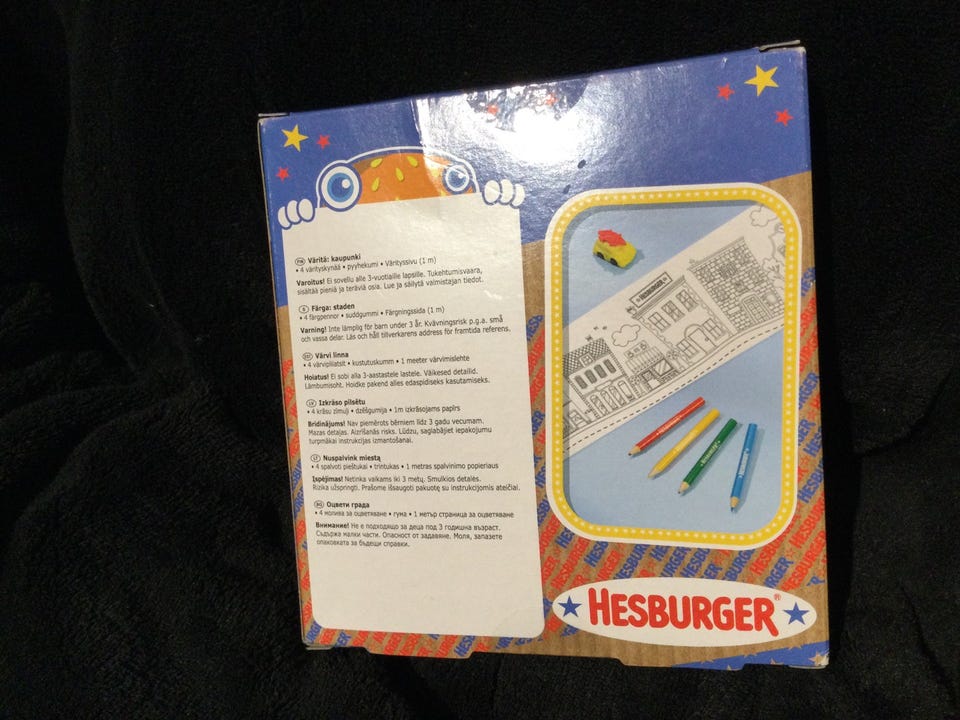 FIN Väritä: kaupunki
• 4 värityskynää • pyyhekumi • Värityssivu (1 m)
Varoitus! Ei sovellu alle 3-vuotiaille lapsille. Tukehtumisvaara,
sisältää pieniä ja teräviä osia. Lue ja säilytä valmistajan tiedot.
S Färga: staden
• 4 färgpennor • suddgummi • Färgningssida (1 m)
Varning! Inte lämplig för barn under 3 år. Kvävningsrisk p.g.a. små
och vassa delar. Läs och håll tillverkarens address för framtida referens.
EST Värvi linna
• 4 värvipliiatsit • kustutuskumm • 1 meeter värvimislehte
Hoiatus! Ei sobi alla 3-aastastele lastele. Väikesed detailid.
Lämbumisoht. Hoidke pakend alles edaspidiseks kasutamiseks.
LV Izkrāso pilsētu
• 4 krāsu zīmuļi • dzēšgumija • 1m izkrāsojams papīrs
Brīdinājums! Nav piemērots bērniem līdz 3 gadu vecumam.
Mazas detaļas. Aizrīšanās risks. Lūdzu, saglabājiet iepakojumu
turpmākai instrukcijas izmantošanai.
LT Nuspalvink miestą
• 4 spalvoti pieštukai • trintukas • 1 metras spalvinimo popieriaus
Įspėjimas! Netinka vaikams iki 3 metų. Smulkios detalės.
Rizika užspringti. Prašome išsaugoti pakuotę su instrukcijomis ateičiai.
BG Оцвети града
• 4 молива за оцветяване • гума • 1 метър страница за оцветяване
Внимание! Не е подходящо за деца под 3 годишна възраст.
Съдържа малки части. Опасност от задавяне. Моля, запазете
опаковката за бъдещи справки.
HESBURGER
HESBURGER®